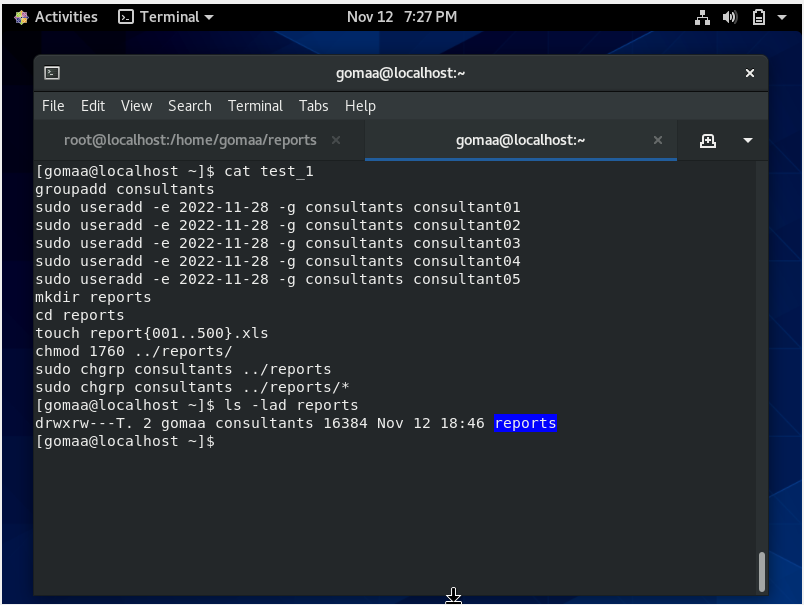 Activities Terminal Nov 12 7:27 PM
gomaa@localhost:~
File Edit View Search Terminal Tabs Help
root@localhost:/home/gomaa/reports gomaa@localhost:~
[gomaa@localhost ~]$ cat test_1
groupadd consultants
sudo useradd -e 2022-11-28 -g consultants consultant01
sudo useradd -e 2022-11-28 -g consultants consultant02
sudo useradd -e 2022-11-28 -g consultants consultant03
sudo useradd -e 2022-11-28 -g consultants consultant04
sudo useradd -e 2022-11-28 -g consultants consultant05
mkdir reports
cd reports
touch report{001..500}.xls
chmod 1760 ../reports/
sudo chgrp consultants ../reports
sudo chgrp consultants ../reports/*
[gomaa@localhost ~]$ ls -lad reports
drwxrw---T. 2 gomaa consultants 16384 Nov 12 18:46 reports
[gomaa@localhost ~]$